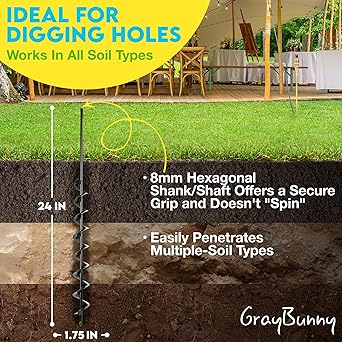 IDEAL FOR
DIGGING HOLES
Works In All Soil Types
• 8mm Hexagonal
Shank/Shaft Offers a Secure
Grip and Doesn't "Spin"
24 IN
• Easily Penetrates
Multiple-Soil Types
1.75 IN
GrayBunny